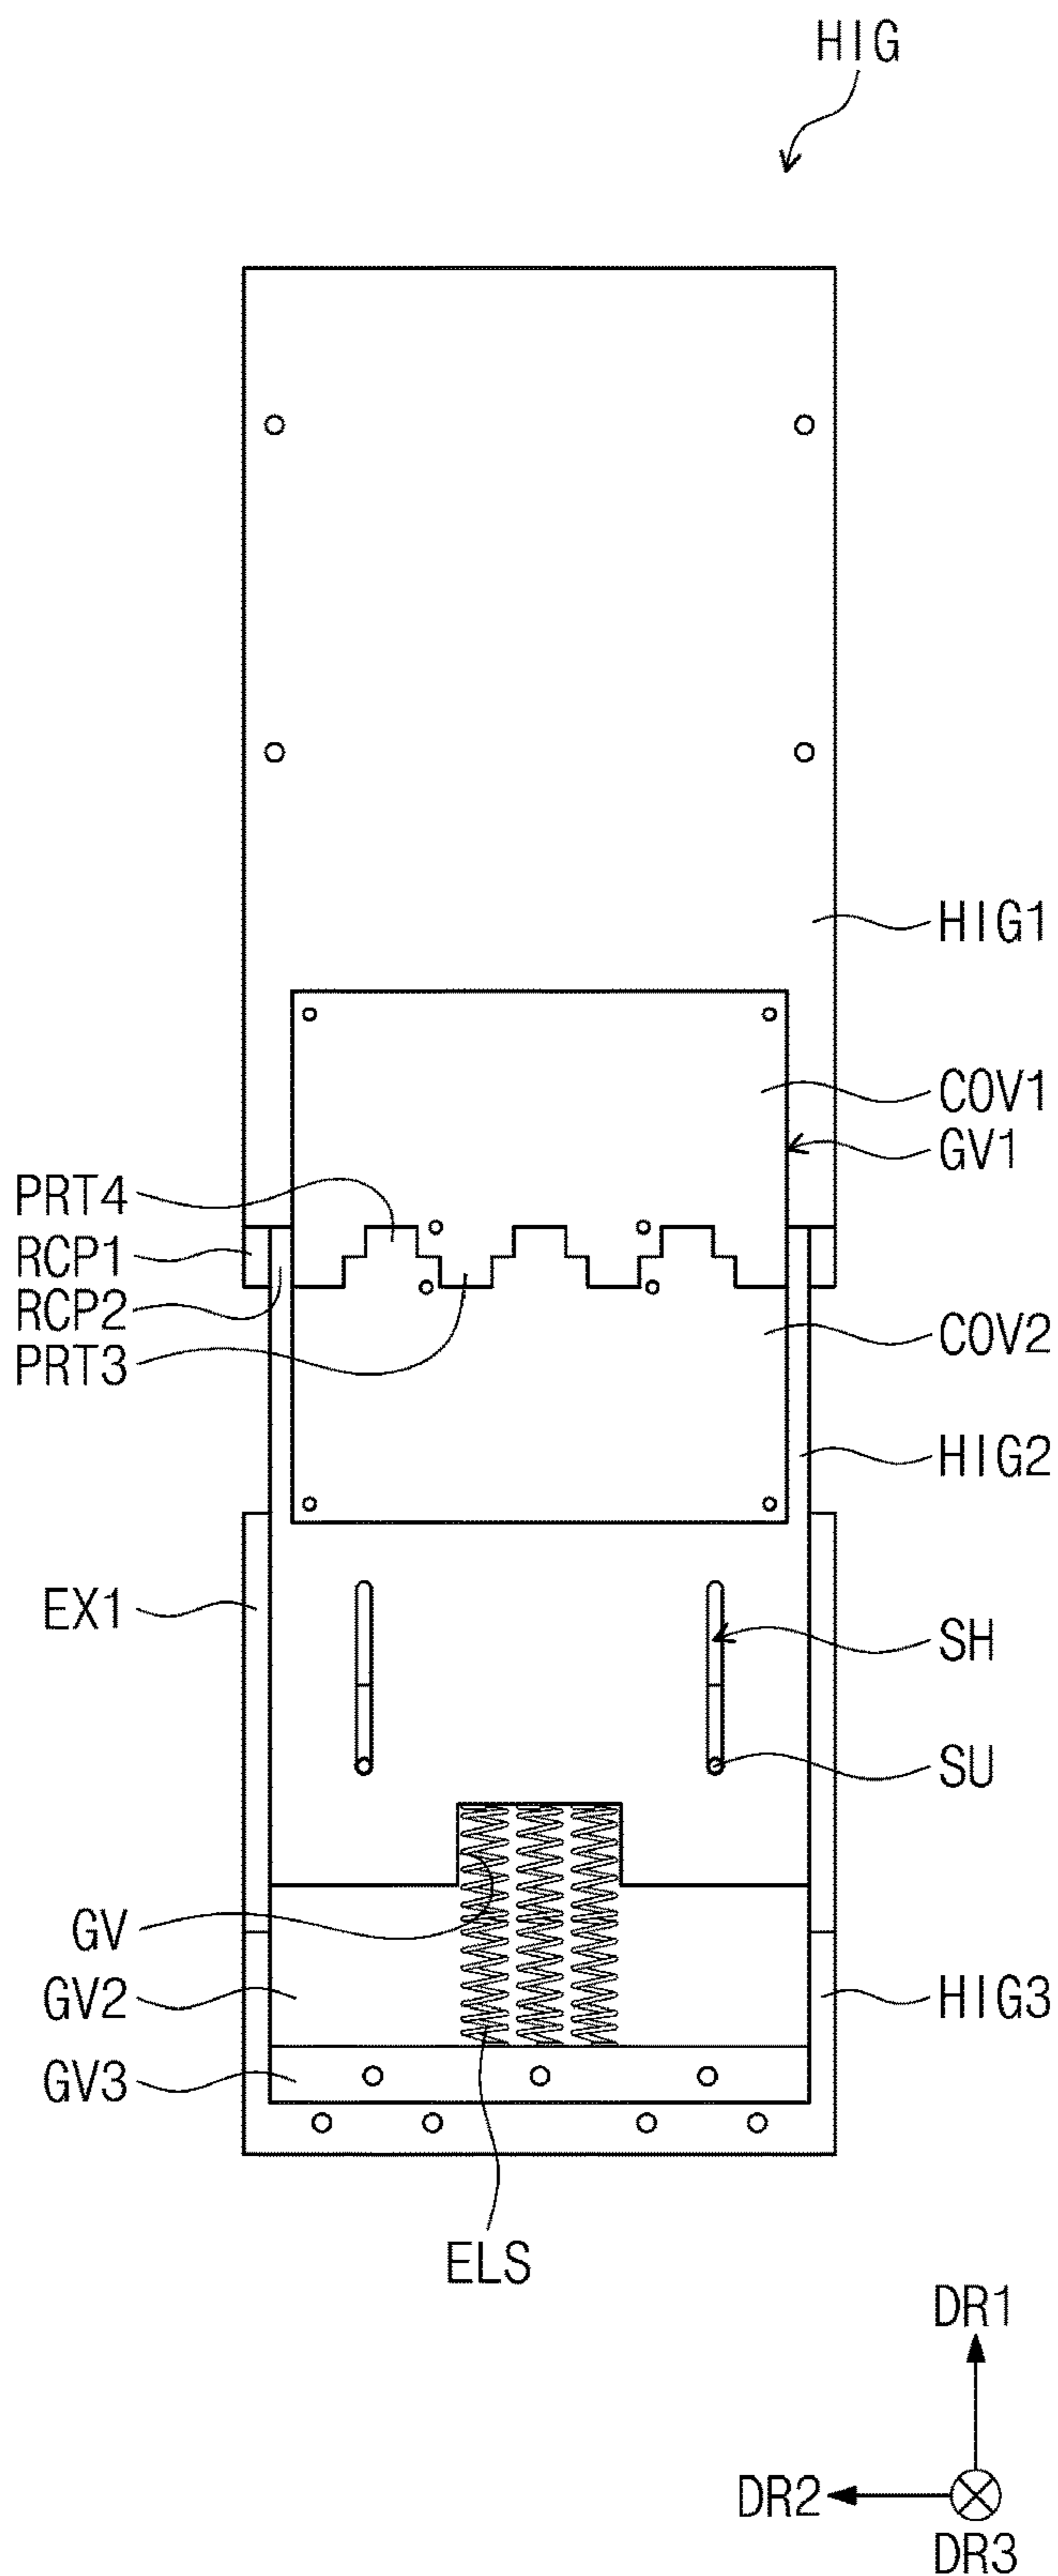 HIG
HIG1
COV1
GV1
PRT4
RCP1
RCP2
PRT3
COV2
HIG2
EX1
SH
SU
GV
GV2
HIG3
GV3
ELS
DR1
DR2
DR3